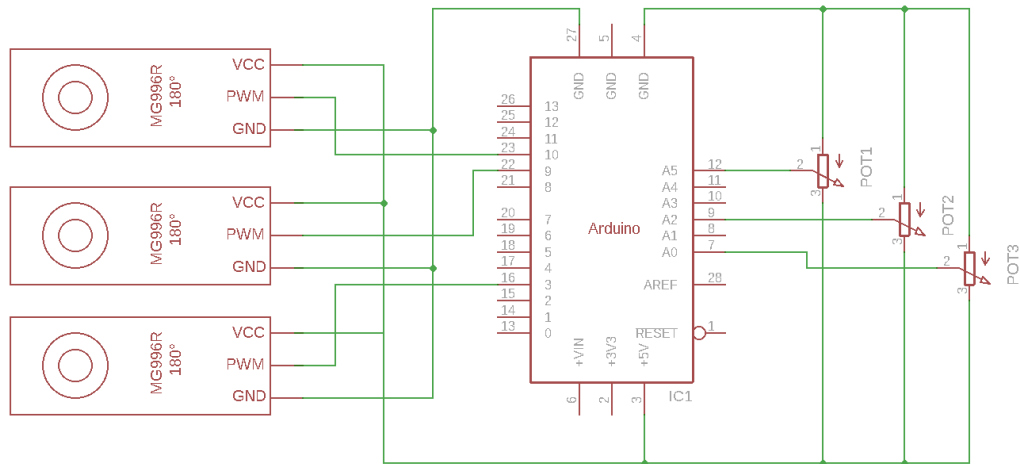 VCC
PWM
GND
MG996R
180°
VCC
PWM
GND
MG996R
180°
VCC
PWM
GND
MG996R
180°
27
5
4
GND
GND
GND
26 13
25 12
24 11
23 10
22 9
21 8
20 7
19 6
18 5
17 4
16 3
15 2
14 1
13 0
Arduino
A5 12
A4 11
A3 10
A2 9
A1 8
A0 7
AREF 28
RESET 1
+VIN
+3V3
+5V
6
2
3
IC1
1
2
3
POT1
1
2
3
POT2
1
2
3
POT3